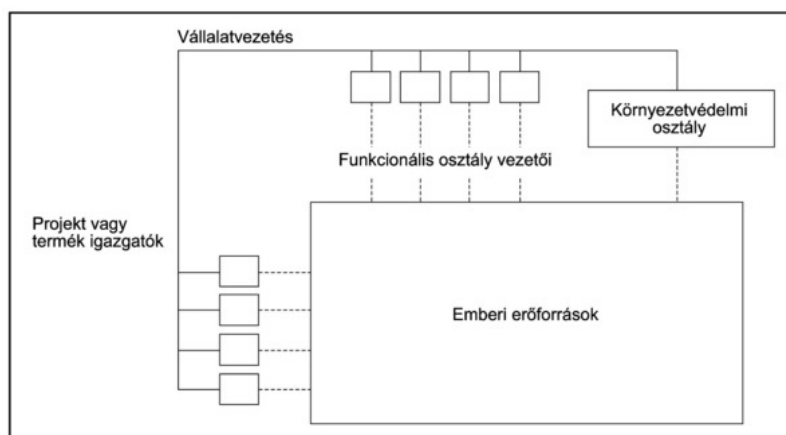 Vállalatvezetés
Környezetvédelmi
osztály
Funkcionális osztály vezetői
Projekt vagy
termék igazgatók
Emberi erőforrások